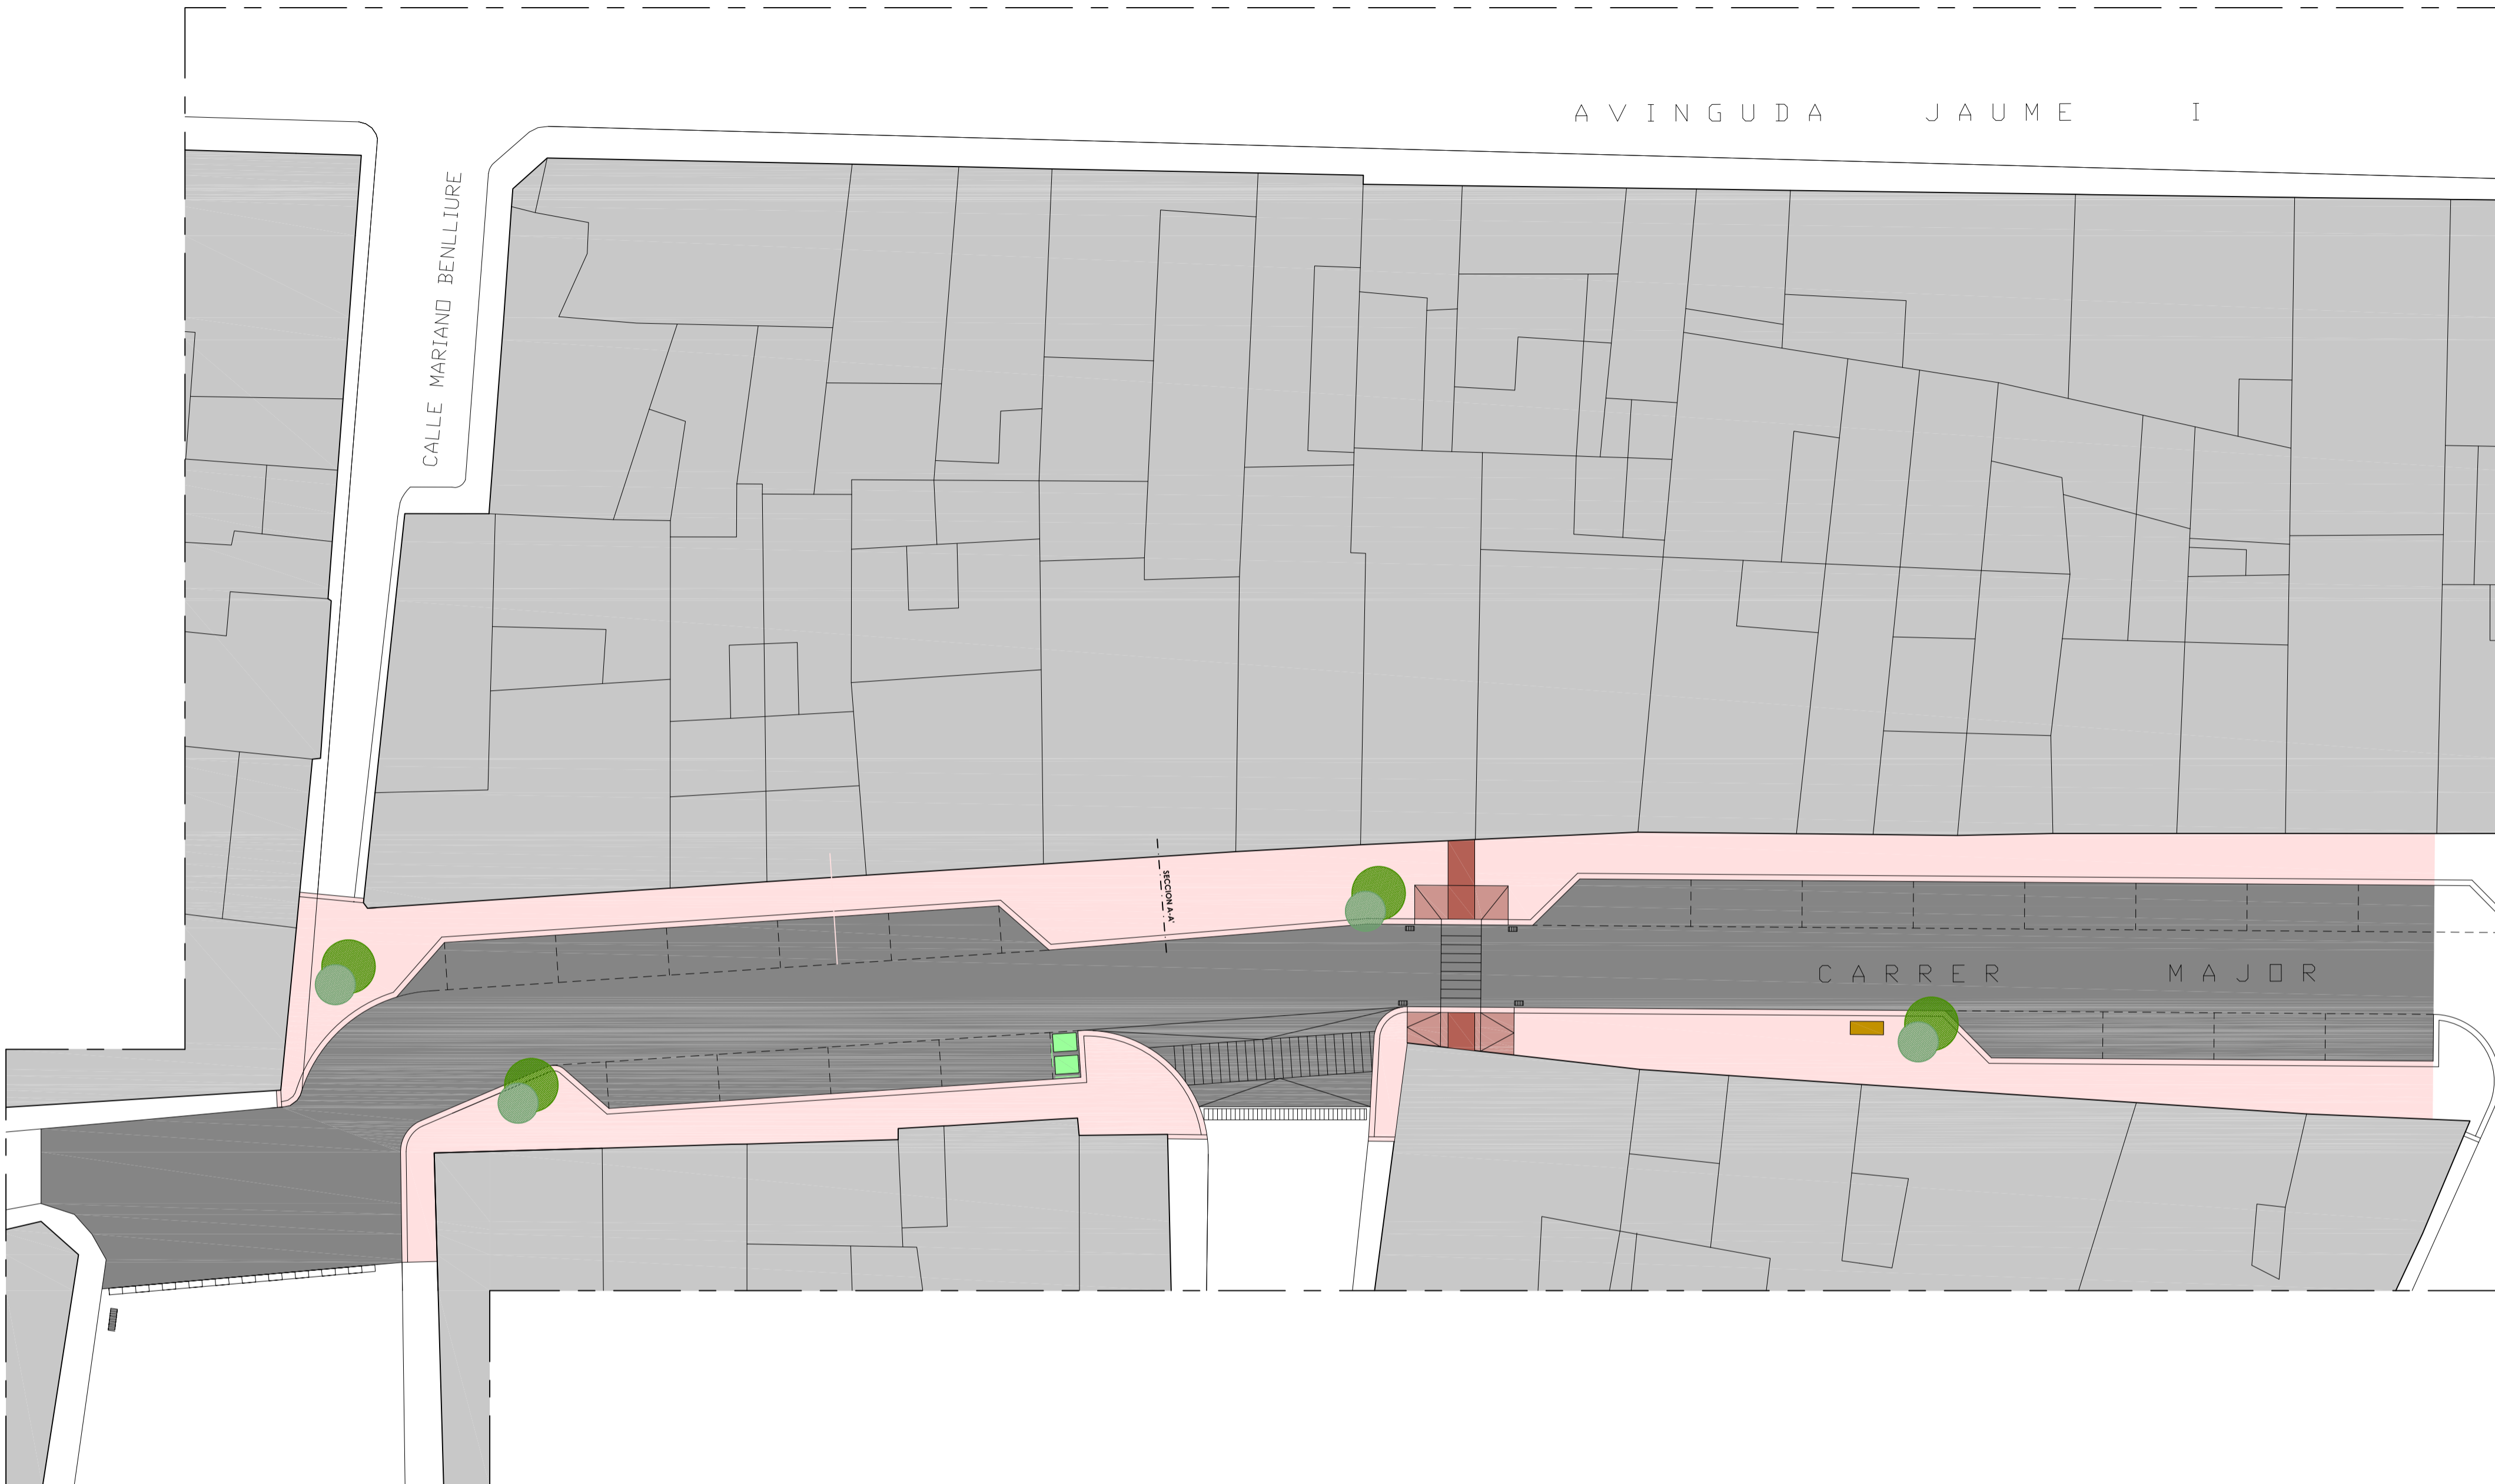 AVINGUDA JAUME I
CALLE MARIANO BENLLIURE
SECCION A-A'
CARRER MAJOR